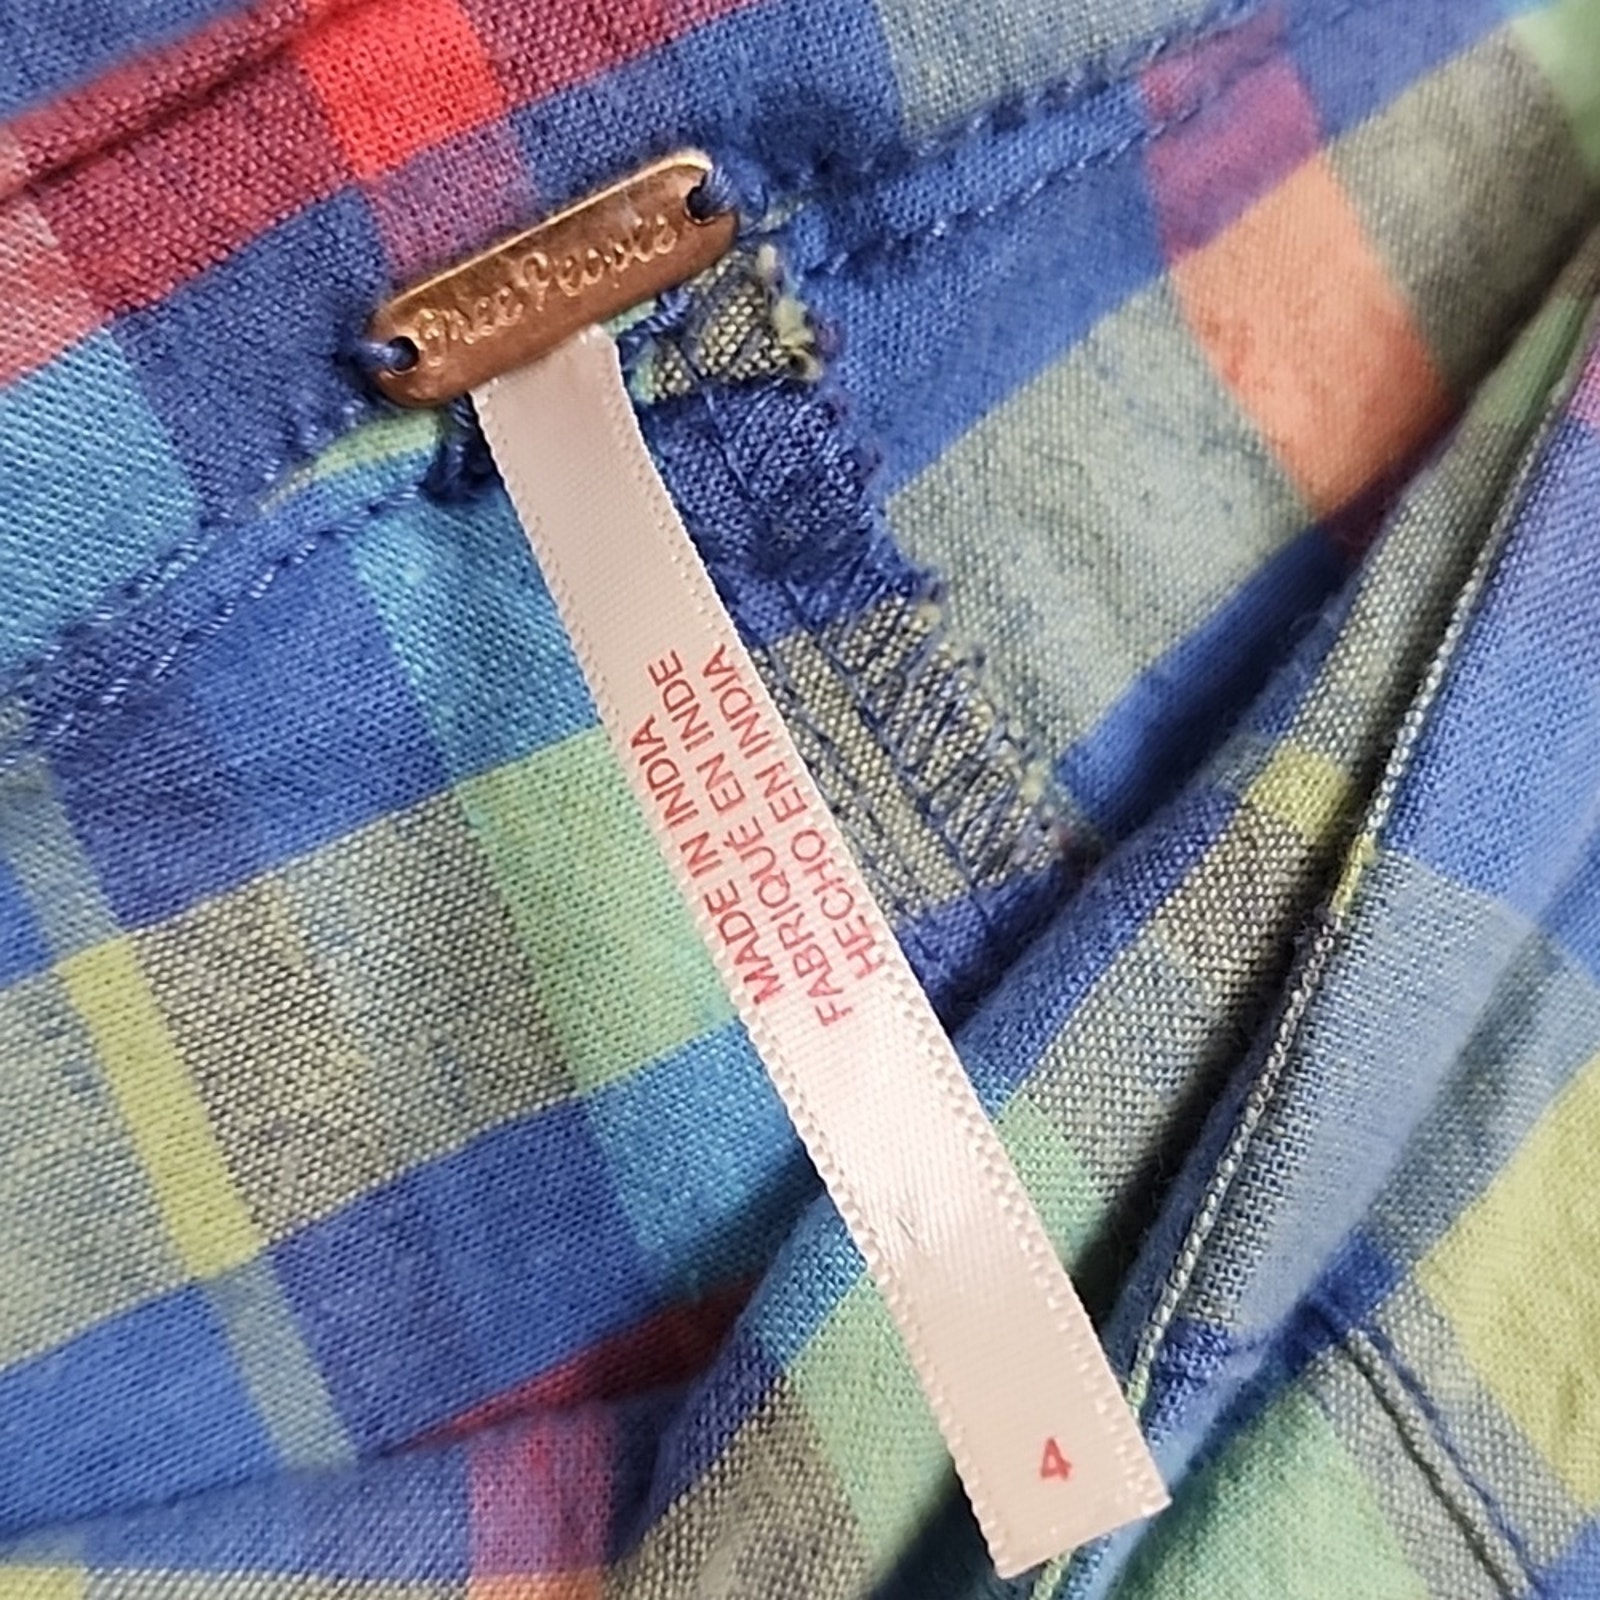 Free People
MADE IN INDIA
FABRIQUÉ EN INDE
HECHO EN INDIA
4